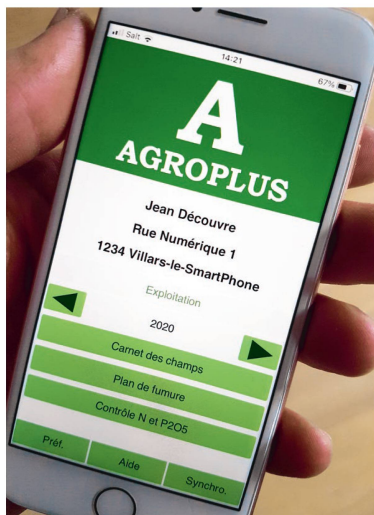 Salt
14:21
67%
A
AGROPLUS
Jean Découvre
Rue Numérique 1
1234 Villars-le-SmartPhone
Exploitation
2020
Carnet des champs
Plan de fumure
Contrôle N et P2O5
Préf. Aide Synchro.